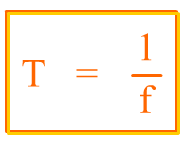 T = 1/f